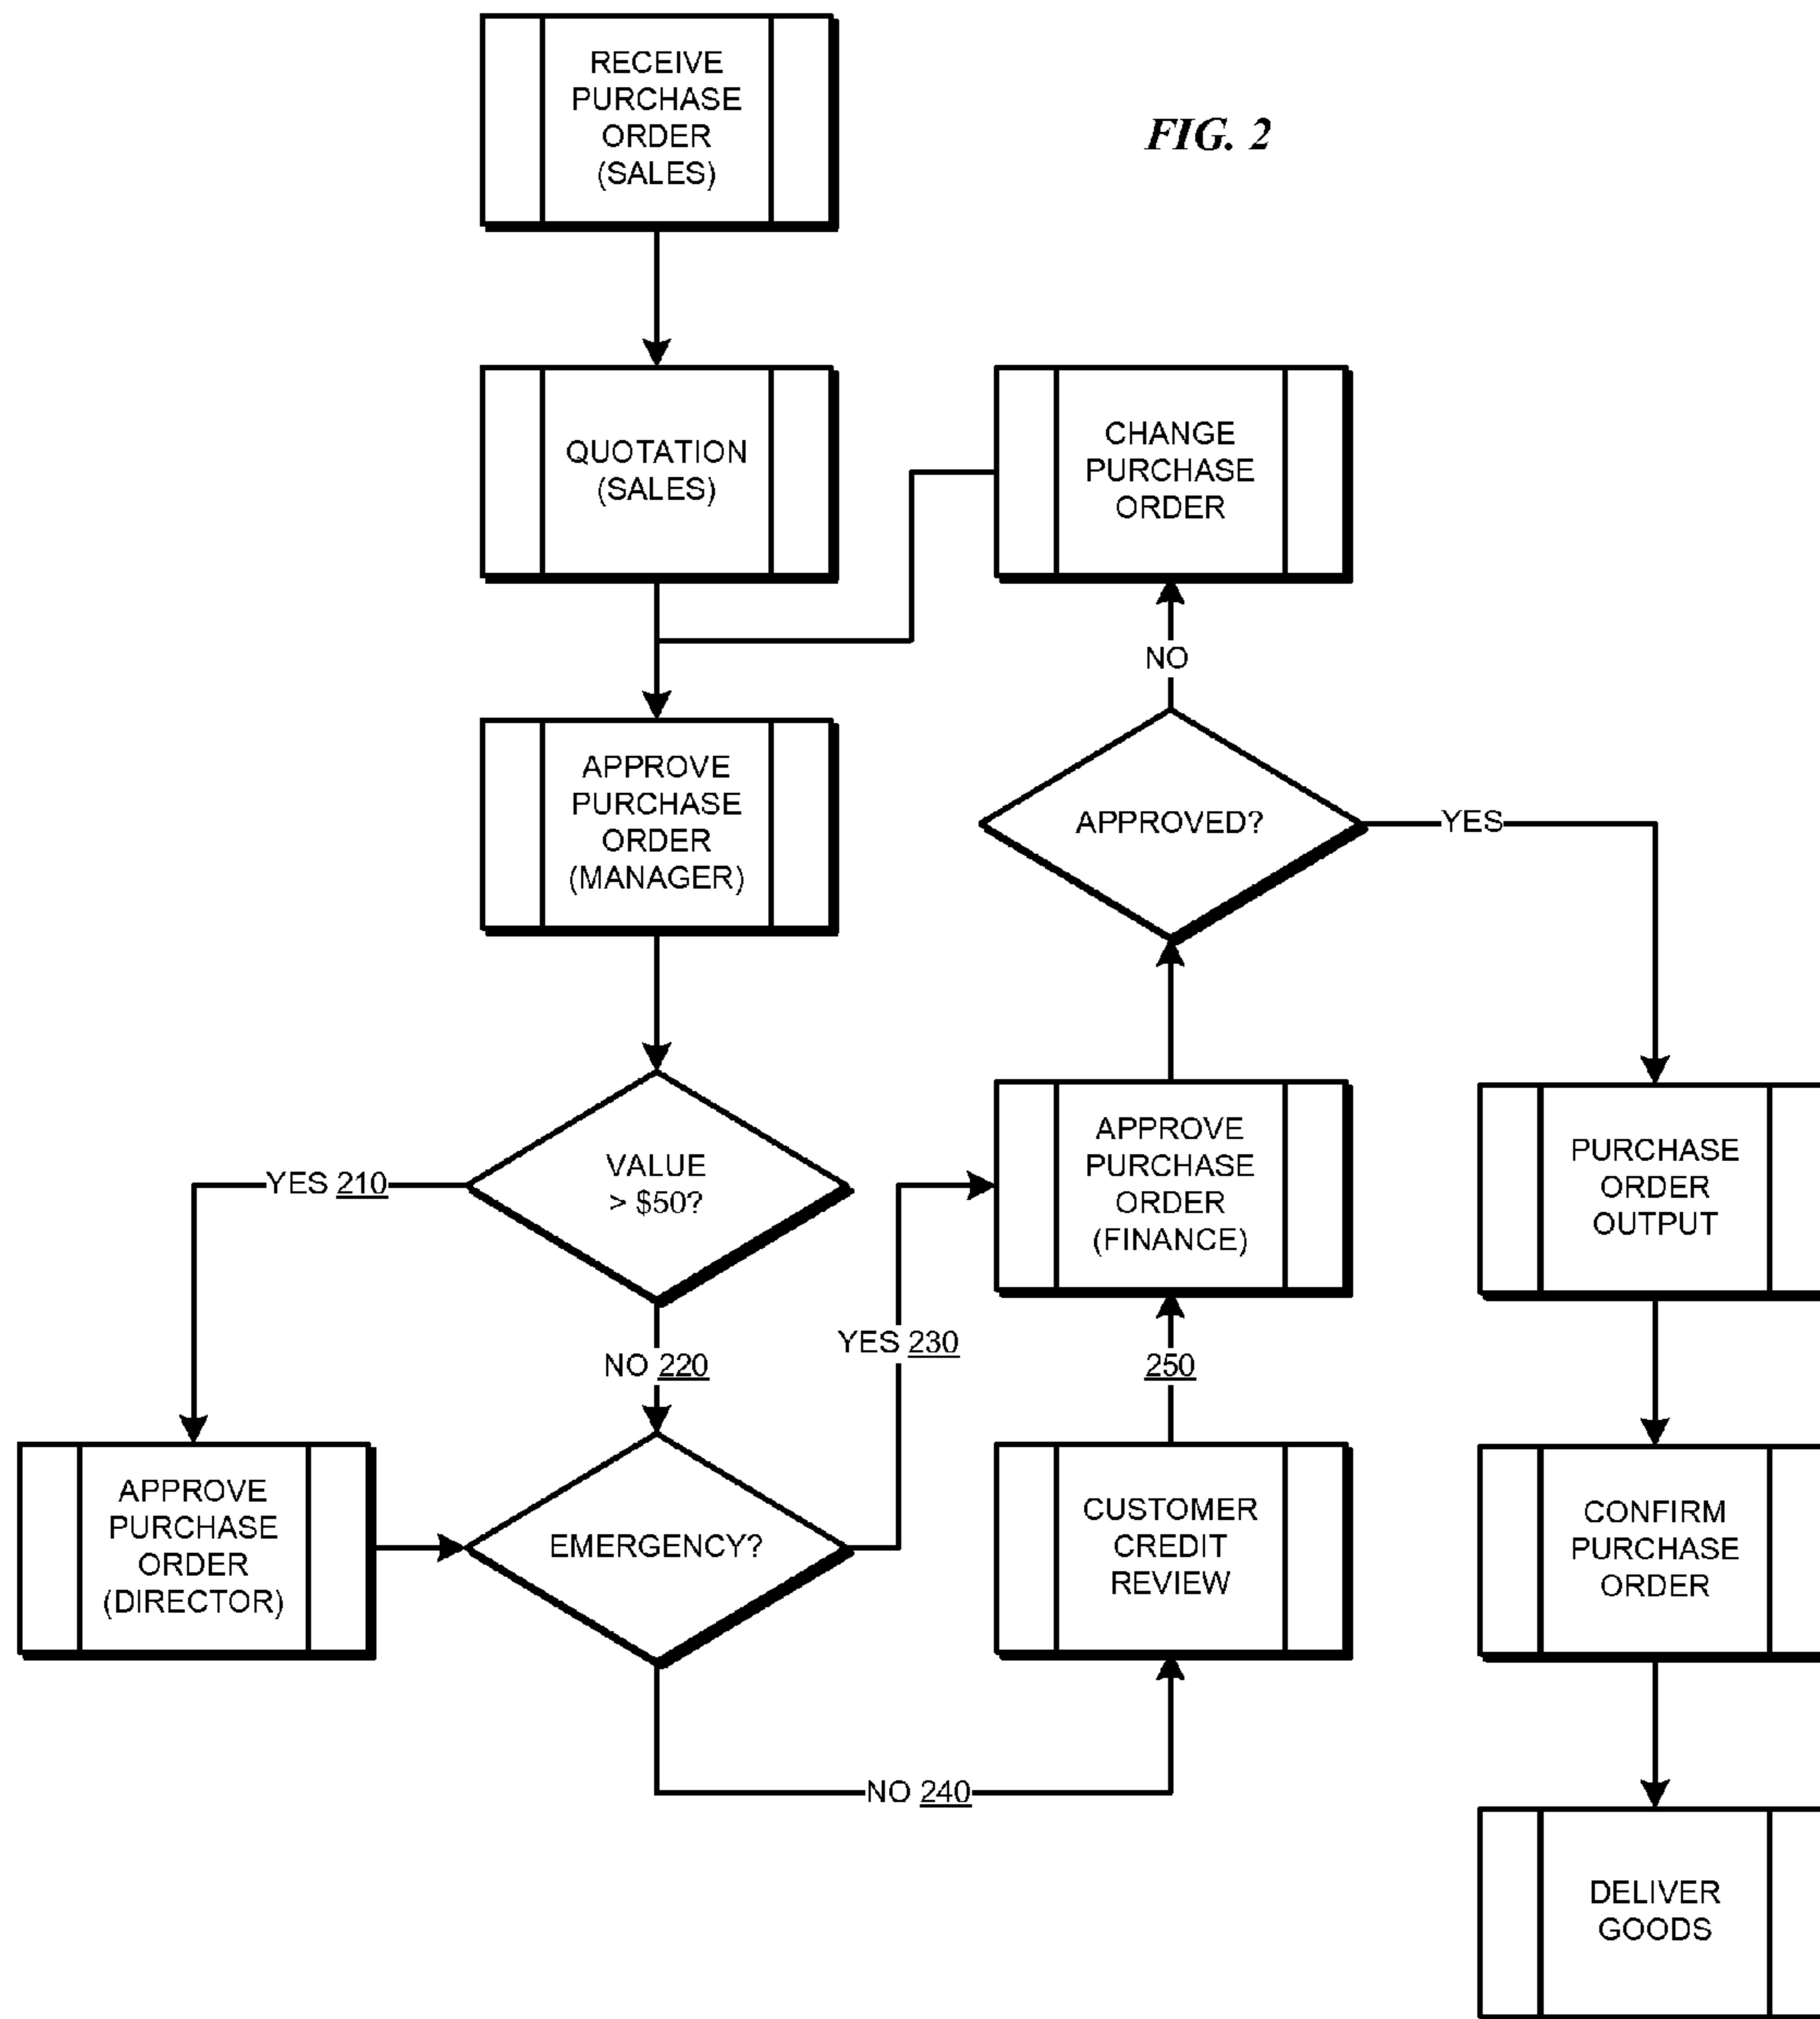 RECEIVE
PURCHASE
ORDER
(SALES)
FIG. 2
QUOTATION
(SALES)
CHANGE
PURCHASE
ORDER
NO
APPROVE
PURCHASE
ORDER
(MANAGER)
APPROVED?
YES
VALUE
> $50?
YES 210
NO 220
YES 230
APPROVE
PURCHASE
ORDER
(FINANCE)
250
PURCHASE
ORDER
OUTPUT
APPROVE
PURCHASE
ORDER
(DIRECTOR)
EMERGENCY?
CUSTOMER
CREDIT
REVIEW
CONFIRM
PURCHASE
ORDER
NO 240
DELIVER
GOODS